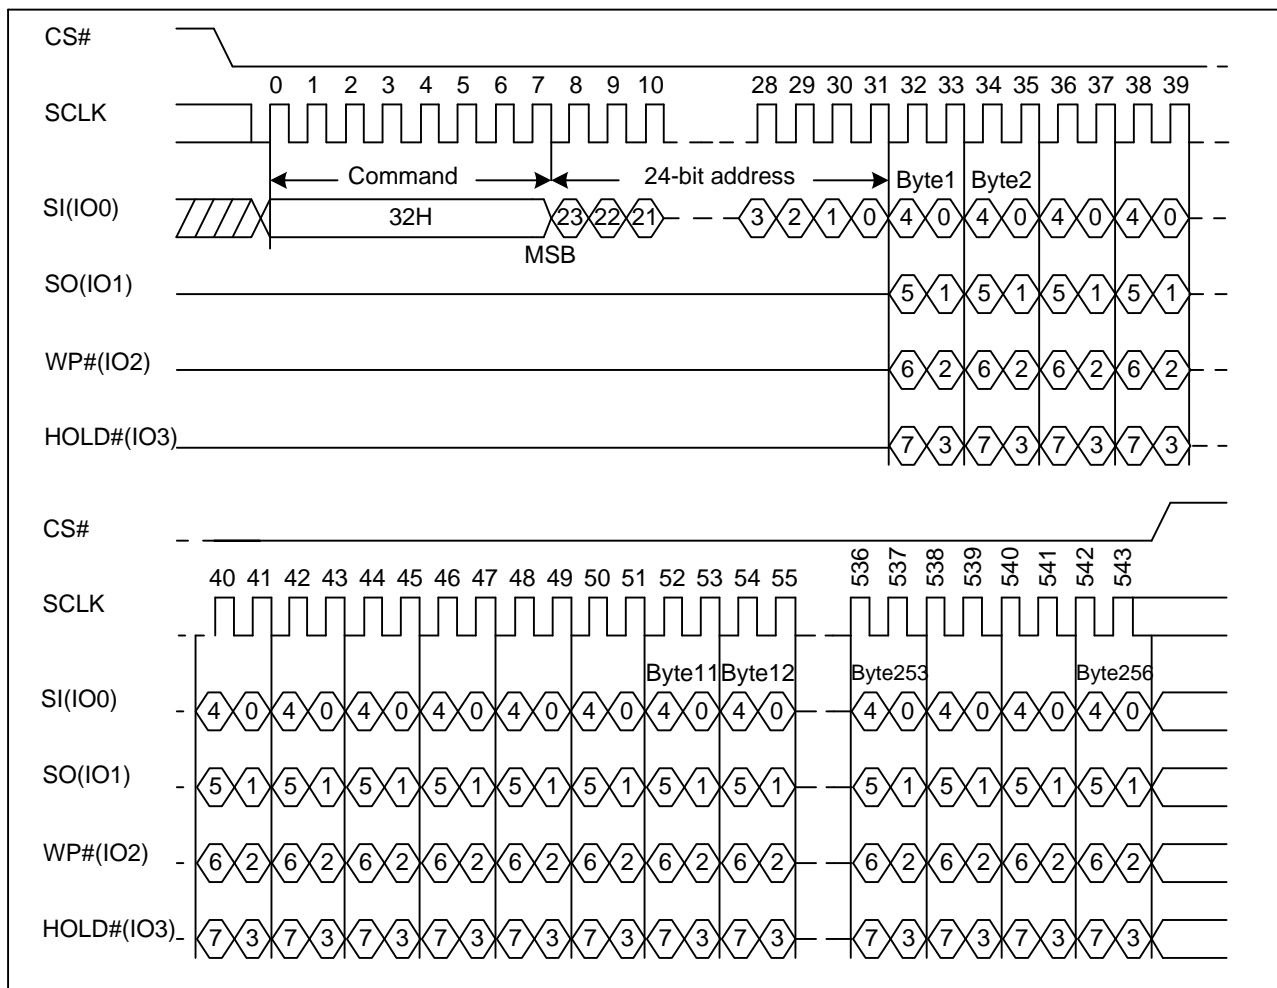 CS#
0 1 2 3 4 5 6 7 8 9 10 28 29 30 31 32 33 34 35 36 37 38 39
SCLK
Command 24-bit address Byte1 Byte2
SI(IO0) 32H 23 22 21 3 2 1 0 4 0 4 0 4 0 4 0
MSB
SO(IO1) 5 1 5 1 5 1 5 1
WP#(IO2) 6 2 6 2 6 2 6 2
HOLD#(IO3) 7 3 7 3 7 3 7 3
CS#
40 41 42 43 44 45 46 47 48 49 50 51 52 53 54 55 536 537 538 539 540 541 542 543
SCLK
Byte11 Byte12 Byte253 Byte256
SI(IO0) 4 0 4 0 4 0 4 0 4 0 4 0 4 0 4 0 4 0 4 0 4 0 4 0
SO(IO1) 5 1 5 1 5 1 5 1 5 1 5 1 5 1 5 1 5 1 5 1 5 1 5 1
WP#(IO2) 6 2 6 2 6 2 6 2 6 2 6 2 6 2 6 2 6 2 6 2 6 2 6 2
HOLD#(IO3) 7 3 7 3 7 3 7 3 7 3 7 3 7 3 7 3 7 3 7 3 7 3 7 3